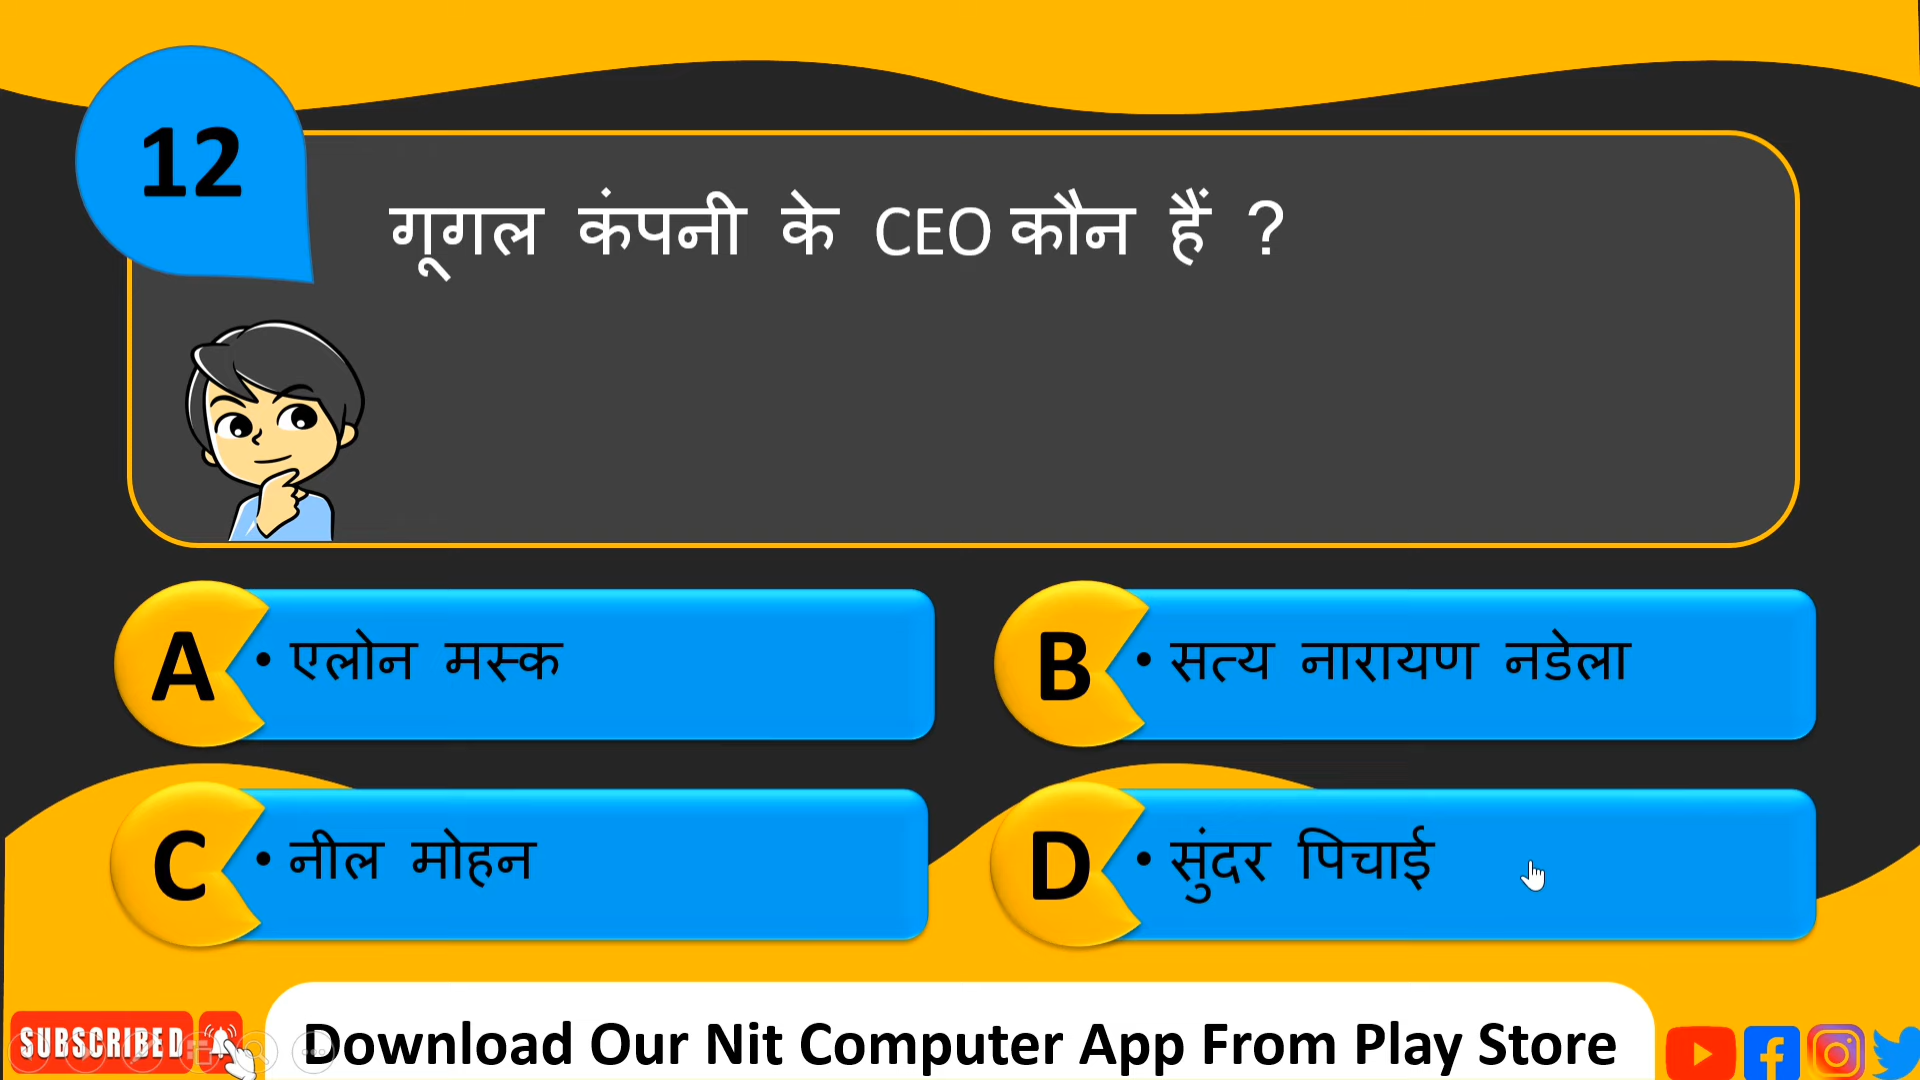 12
गूगल कंपनी के CEO कौन हैं ?
A
• एलोन मस्क
B
• सत्य नारायण नडेला
C
• नील मोहन
D
• सुंदर पिचाई
SUBSCRIBED
Download Our Nit Computer App From Play Store